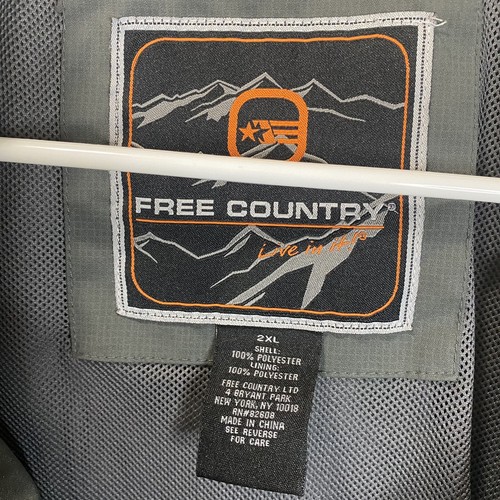 FREE COUNTRY®
Live in it®
2XL
SHELL:
100% POLYESTER
LINING:
100% POLYESTER
FREE COUNTRY LTD
4 BRYANT PARK
NEW YORK, NY 10018
RN#82608
MADE IN CHINA
SEE REVERSE
FOR CARE